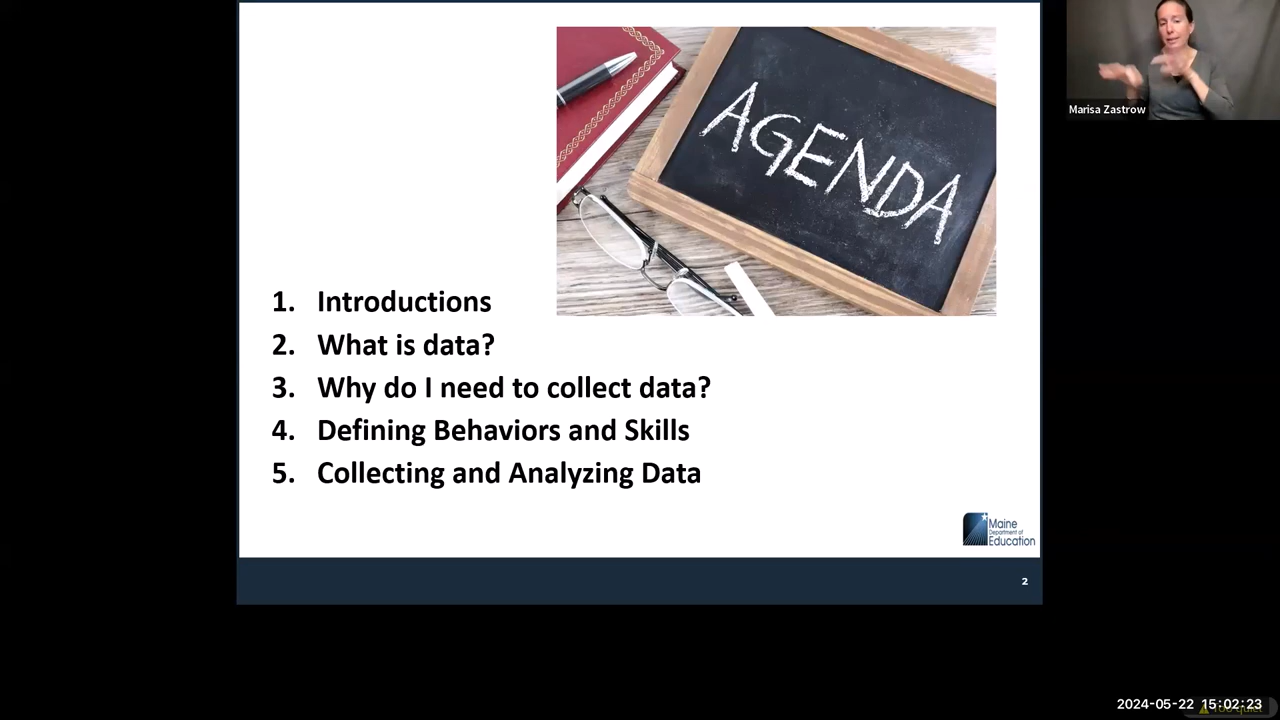 AGENDA
Marisa Zastrow
1. Introductions
2. What is data?
3. Why do I need to collect data?
4. Defining Behaviors and Skills
5. Collecting and Analyzing Data
Maine
Department of
Education
2
2024-05-22 15:02:23